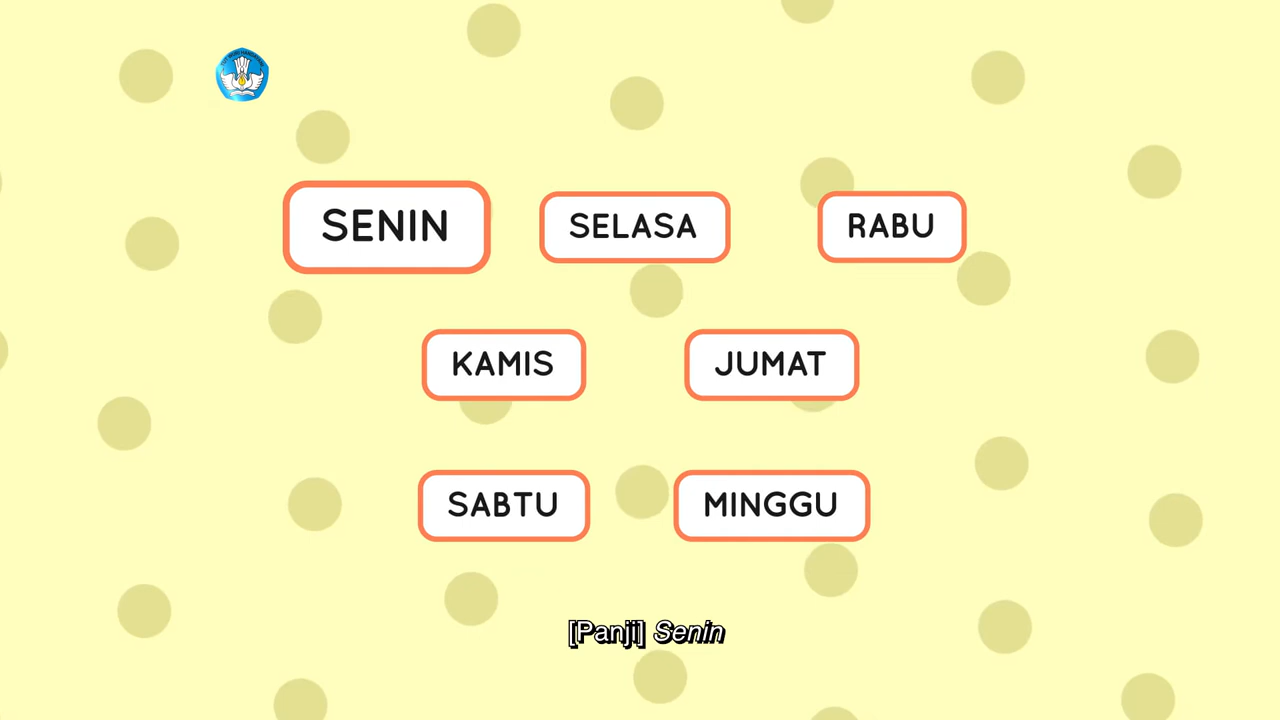 SENIN
SELASA
RABU
KAMIS
JUMAT
SABTU
MINGGU
[Panji] Senin